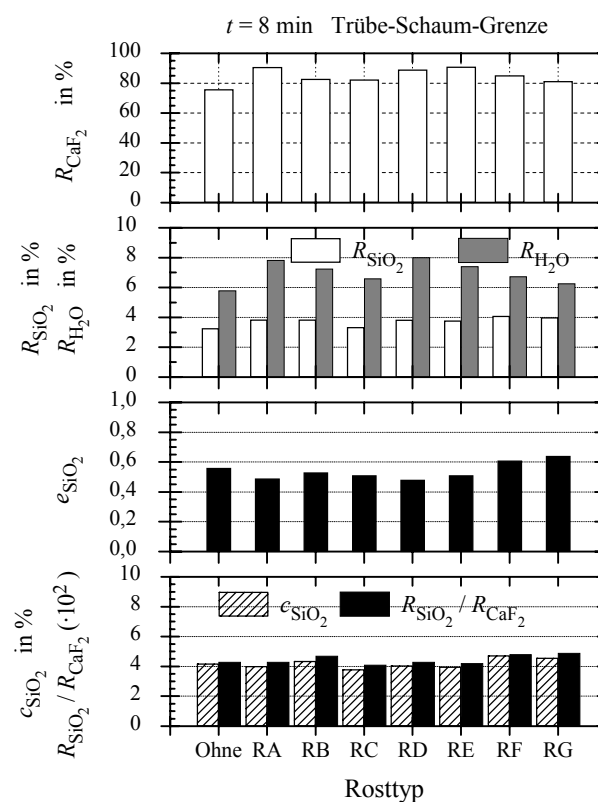 t = 8 min Trübe-Schaum-Grenze
R_CaF₂ in %
100
80
60
40
20
0
R_SiO₂ in %
R_H₂O in %
10
8
6
4
2
0
R_SiO₂
R_H₂O
e_SiO₂
1,0
0,8
0,6
0,4
0,2
0,0
c_SiO₂ in %
R_SiO₂ / R_CaF₂ (·10²)
10
8
6
4
2
0
c_SiO₂
R_SiO₂ / R_CaF₂
Ohne RA RB RC RD RE RF RG
Rosttyp